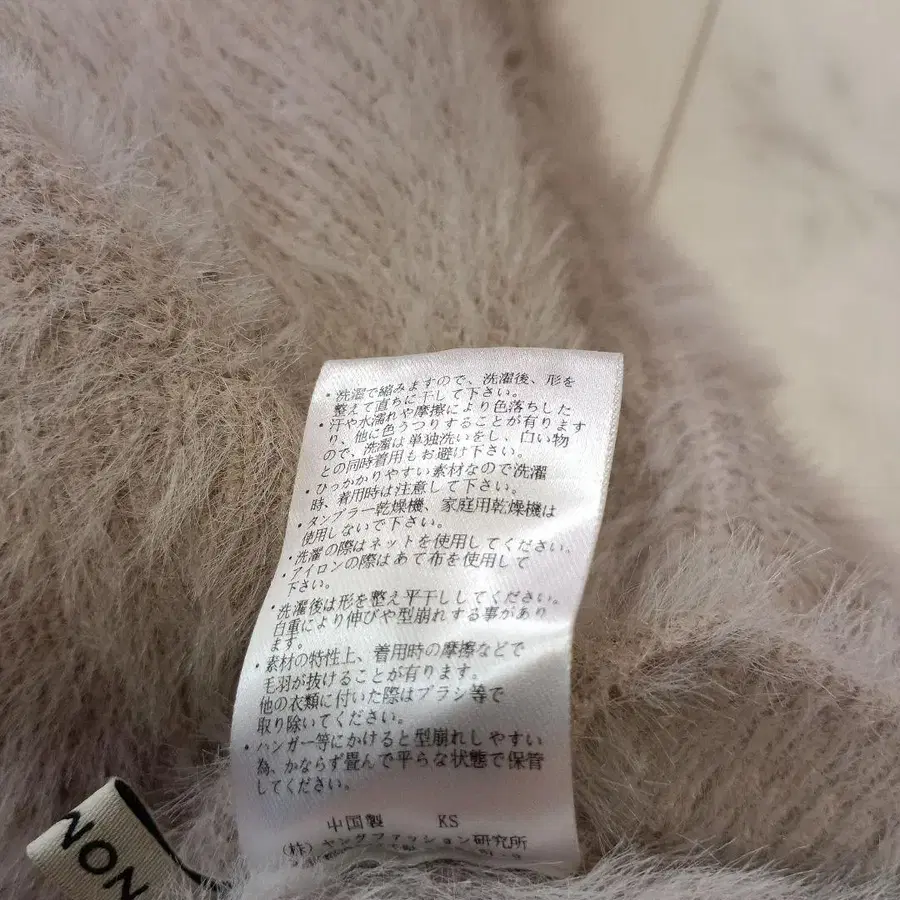 ・洗濯で縮みますので、洗濯後、形を
整えて直ちに干して下さい。
・汗や水濡れや摩擦により色落ちした
り、他に色うつりすることが有ります
ので、洗濯は単独洗いをし、白い物
との同時着用もお避け下さい。
・ひっかかりやすい素材なので洗濯
時、着用時は注意して下さい。
・タンブラー乾燥機、家庭用乾燥機は
使用しないで下さい。
・洗濯の際はネットを使用してください。
・アイロンの際はあて布を使用して
下さい。
・洗濯後は形を整え平干ししてください。
自重により伸びや型崩れする事があり
ます。
・素材の特性上、着用時の摩擦などで
毛羽が抜けることが有ります。
他の衣類に付いた際はブラシ等で
取り除いてください。
・ハンガー等にかけると型崩れしやすい
為、かならず畳んで平らな状態で保管
してください。
中国製 KS
(株)ヤングファッション研究所
NON